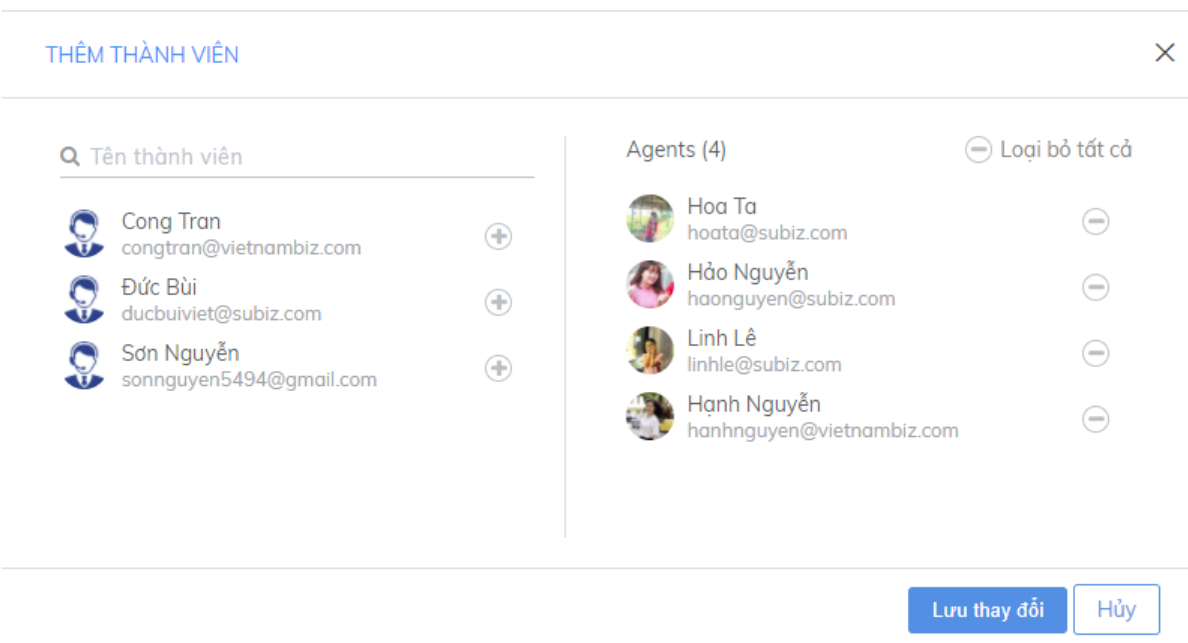 THÊM THÀNH VIÊN
Tên thành viên
Cong Tran
congtran@vietnambiz.com
Đức Bùi
ducbuiviet@subiz.com
Sơn Nguyễn
sonnguyen5494@gmail.com
Agents (4)
Loại bỏ tất cả
Hoa Ta
hoata@subiz.com
Hảo Nguyễn
haonguyen@subiz.com
Linh Lê
linhle@subiz.com
Hạnh Nguyễn
hanhnguyen@vietnambiz.com
Lưu thay đổi
Hủy